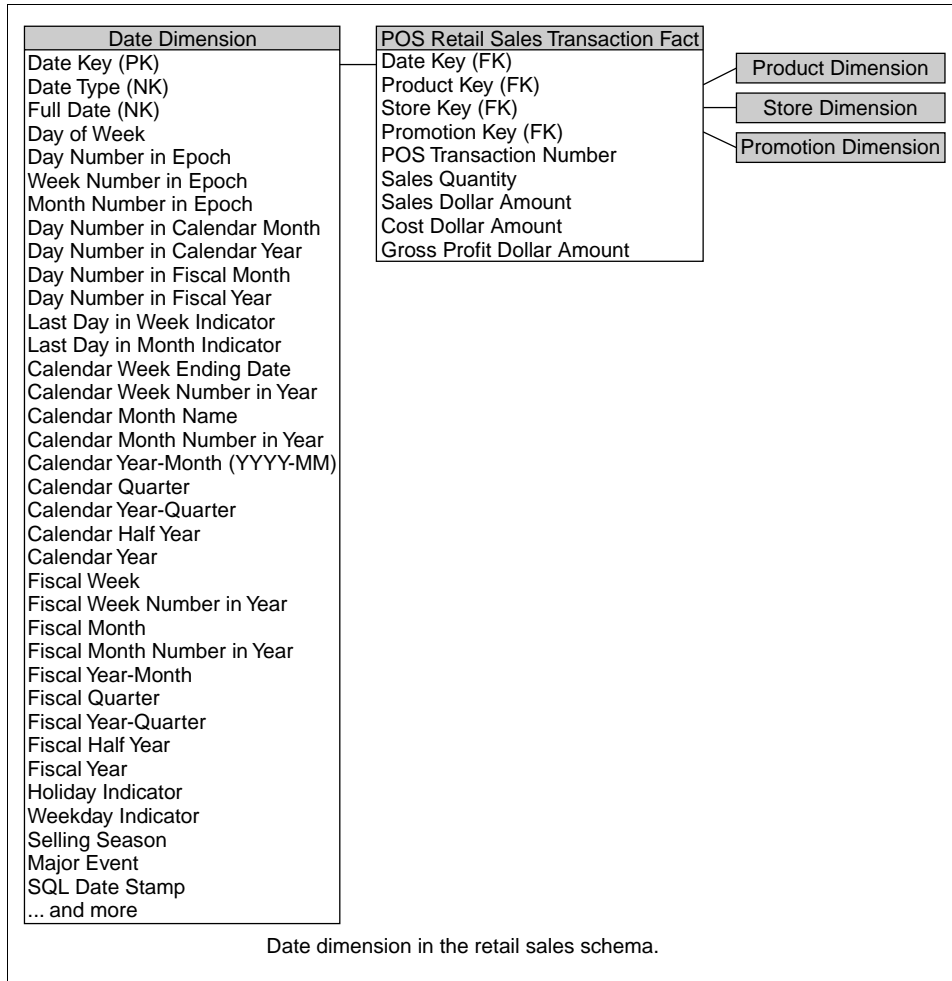 Date Dimension
Date Key (PK)
Date Type (NK)
Full Date (NK)
Day of Week
Day Number in Epoch
Week Number in Epoch
Month Number in Epoch
Day Number in Calendar Month
Day Number in Calendar Year
Day Number in Fiscal Month
Day Number in Fiscal Year
Last Day in Week Indicator
Last Day in Month Indicator
Calendar Week Ending Date
Calendar Week Number in Year
Calendar Month Name
Calendar Month Number in Year
Calendar Year-Month (YYYY-MM)
Calendar Quarter
Calendar Year-Quarter
Calendar Half Year
Calendar Year
Fiscal Week
Fiscal Week Number in Year
Fiscal Month
Fiscal Month Number in Year
Fiscal Year-Month
Fiscal Quarter
Fiscal Year-Quarter
Fiscal Half Year
Fiscal Year
Holiday Indicator
Weekday Indicator
Selling Season
Major Event
SQL Date Stamp
... and more
POS Retail Sales Transaction Fact
Date Key (FK)
Product Key (FK)
Store Key (FK)
Promotion Key (FK)
POS Transaction Number
Sales Quantity
Sales Dollar Amount
Cost Dollar Amount
Gross Profit Dollar Amount
Product Dimension
Store Dimension
Promotion Dimension
Date dimension in the retail sales schema.